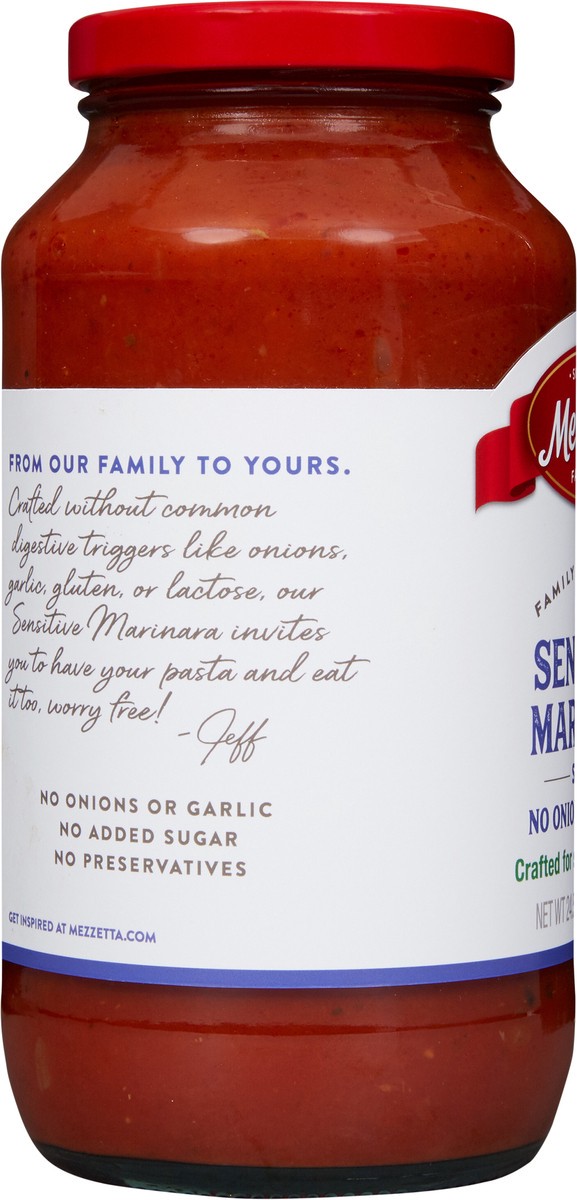 FROM OUR FAMILY TO YOURS.
Crafted without common
digestive triggers like onions,
garlic, gluten, or lactose, our
Sensitive Marinara invites
you to have your pasta and eat
it too, worry free!
-Jeff
NO ONIONS OR GARLIC
NO ADDED SUGAR
NO PRESERVATIVES
GET INSPIRED AT MEZZETTA.COM
Me
FAMILY
SEN
MAR
NO ONIO
Crafted for
NET WT 24